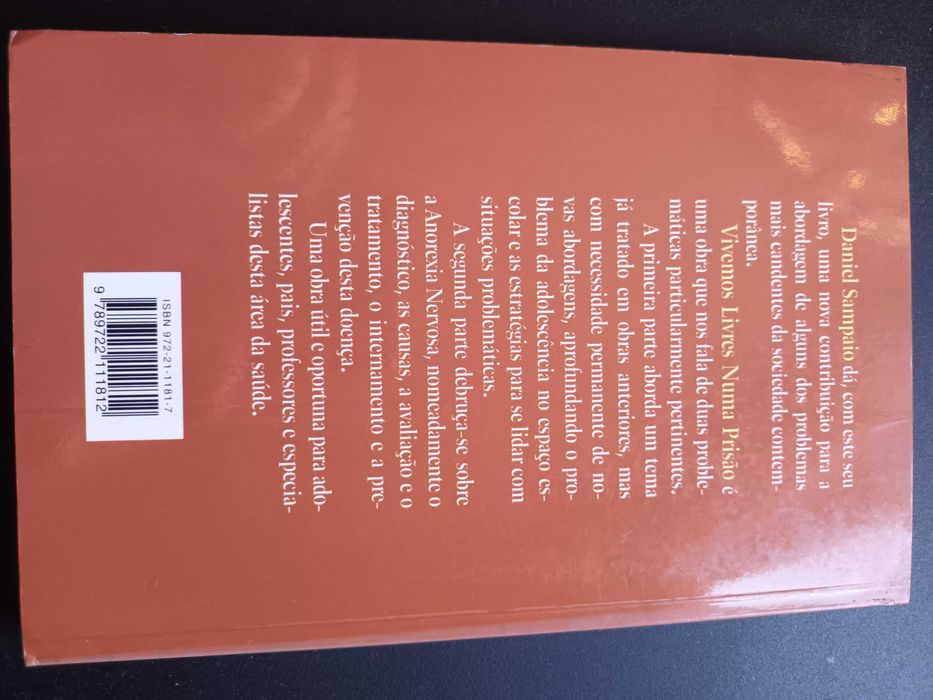 Daniel Sampaio dá, com este seu
livro, uma nova contribuição para a
abordagem de alguns dos problemas
mais candentes da sociedade contem-
porânea.
Vivemos Livres Numa Prisão é
uma obra que nos fala de duas proble-
máticas particularmente pertinentes.
A primeira parte aborda um tema
já tratado em obras anteriores, mas
com necessidade permanente de no-
vas abordagens, aprofundando o pro-
blema da adolescência no espaço es-
colar e as estratégias para se lidar com
situações problemáticas.
A segunda parte debruça-se sobre
a Anorexia Nervosa, nomeadamente o
diagnóstico, as causas, a avaliação e o
tratamento, o internamento e a pre-
venção desta doença.
Uma obra útil e oportuna para ado-
lescentes, pais, professores e especia-
listas desta área da saúde.
ISBN 972-21-1181-7
9 789722 111812